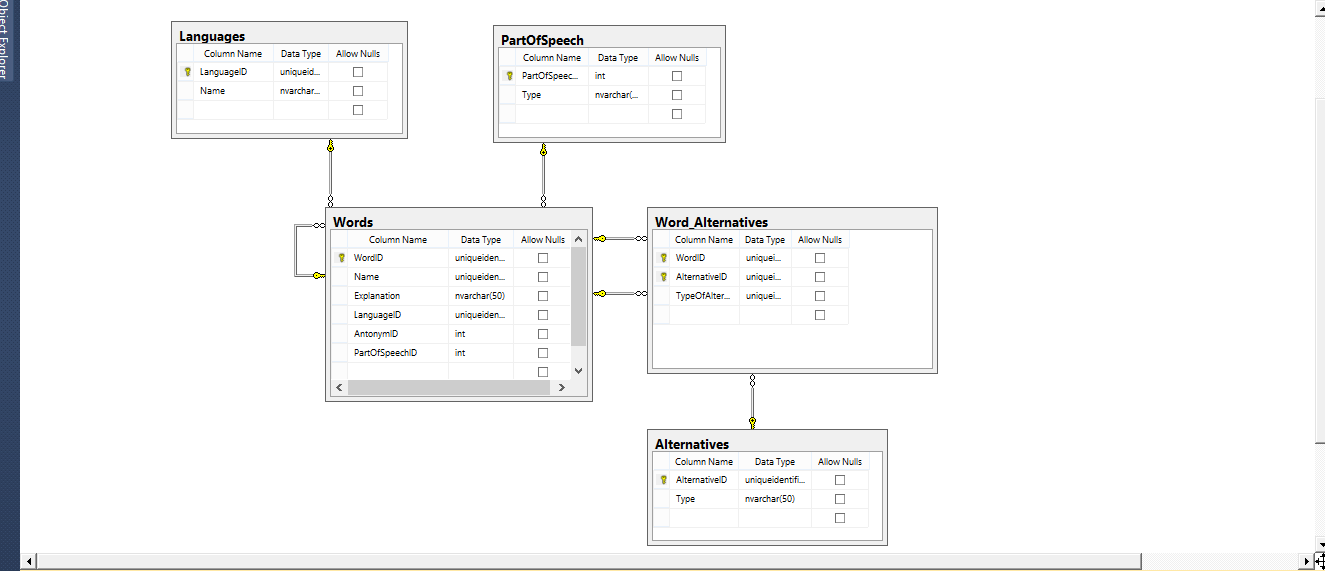 Object Explorer
Languages
Column Name Data Type Allow Nulls
LanguageID uniqueid...
Name nvarchar...
PartOfSpeech
Column Name Data Type Allow Nulls
PartOfSpeec... int
Type nvarchar(...
Words
Column Name Data Type Allow Nulls
WordID uniqueiden...
Name uniqueiden...
Explanation nvarchar(50)
LanguageID uniqueiden...
AntonymID int
PartOfSpeechID int
Word_Alternatives
Column Name Data Type Allow Nulls
WordID uniquei...
AlternativeID uniquei...
TypeOfAlter... uniquei...
Alternatives
Column Name Data Type Allow Nulls
AlternativeID uniqueidentifi...
Type nvarchar(50)